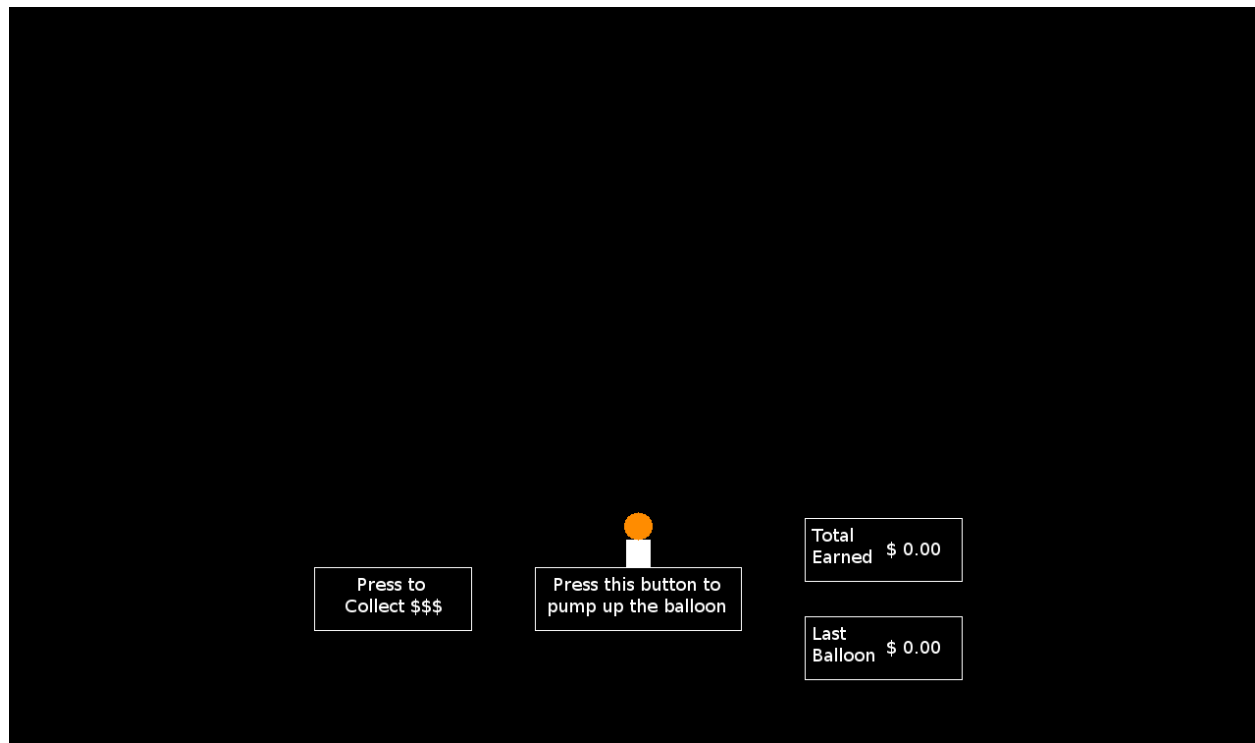 Press to
Collect $$$
Press this button to
pump up the balloon
Total
Earned $ 0.00
Last
Balloon $ 0.00